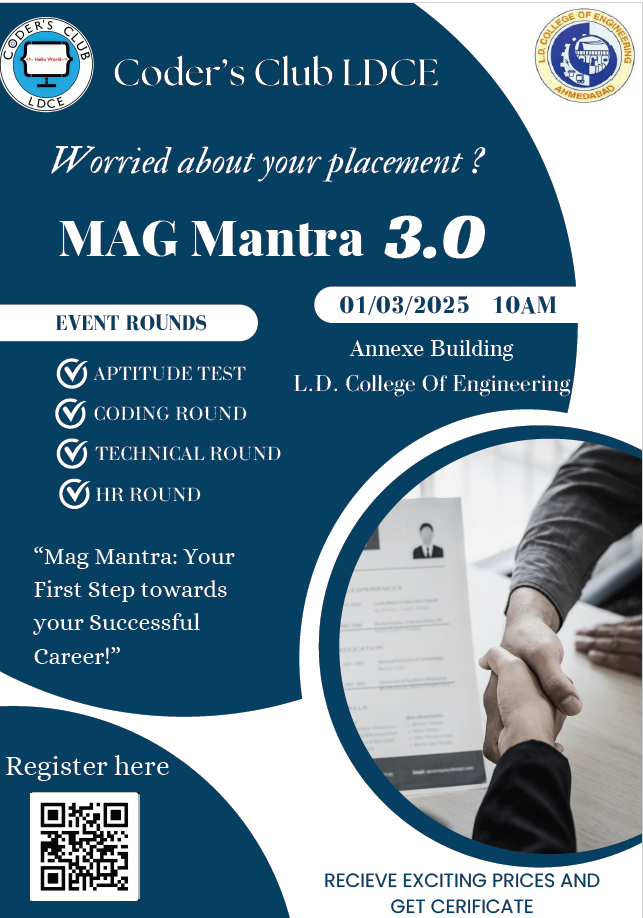 CODER'S CLUB
<!-- Hello World-->
LDCE
Coder's Club LDCE
L.D. COLLEGE OF ENGINEERING
AHMEDABAD
Worried about your placement ?
MAG Mantra 3.0
01/03/2025 10AM
EVENT ROUNDS
Annexe Building
L.D. College Of Engineering
APTITUDE TEST
CODING ROUND
TECHNICAL ROUND
HR ROUND
“Mag Mantra: Your
First Step towards
your Successful
Career!”
EXPERIENCES
EDUCATION
Register here
RECIEVE EXCITING PRICES AND
GET CERIFICATE